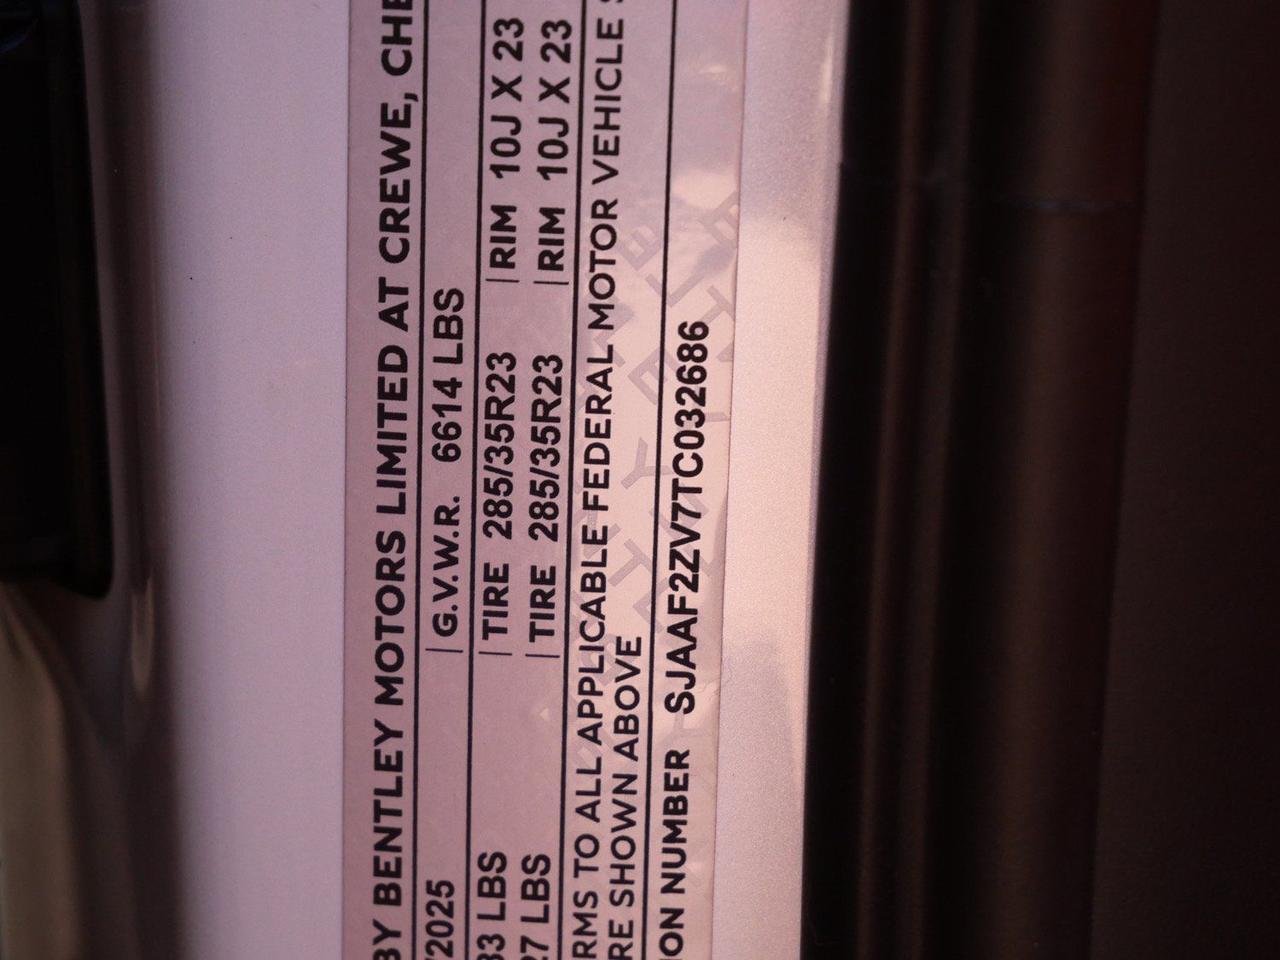 BY BENTLEY MOTORS LIMITED AT CREWE, CHE
/2025 | G.V.W.R. 6614 LBS
33 LBS | TIRE 285/35R23 | RIM 10J X 23
27 LBS | TIRE 285/35R23 | RIM 10J X 23
RMS TO ALL APPLICABLE FEDERAL MOTOR VEHICLE S
RE SHOWN ABOVE
ION NUMBER SJAAF2ZV7TC032686